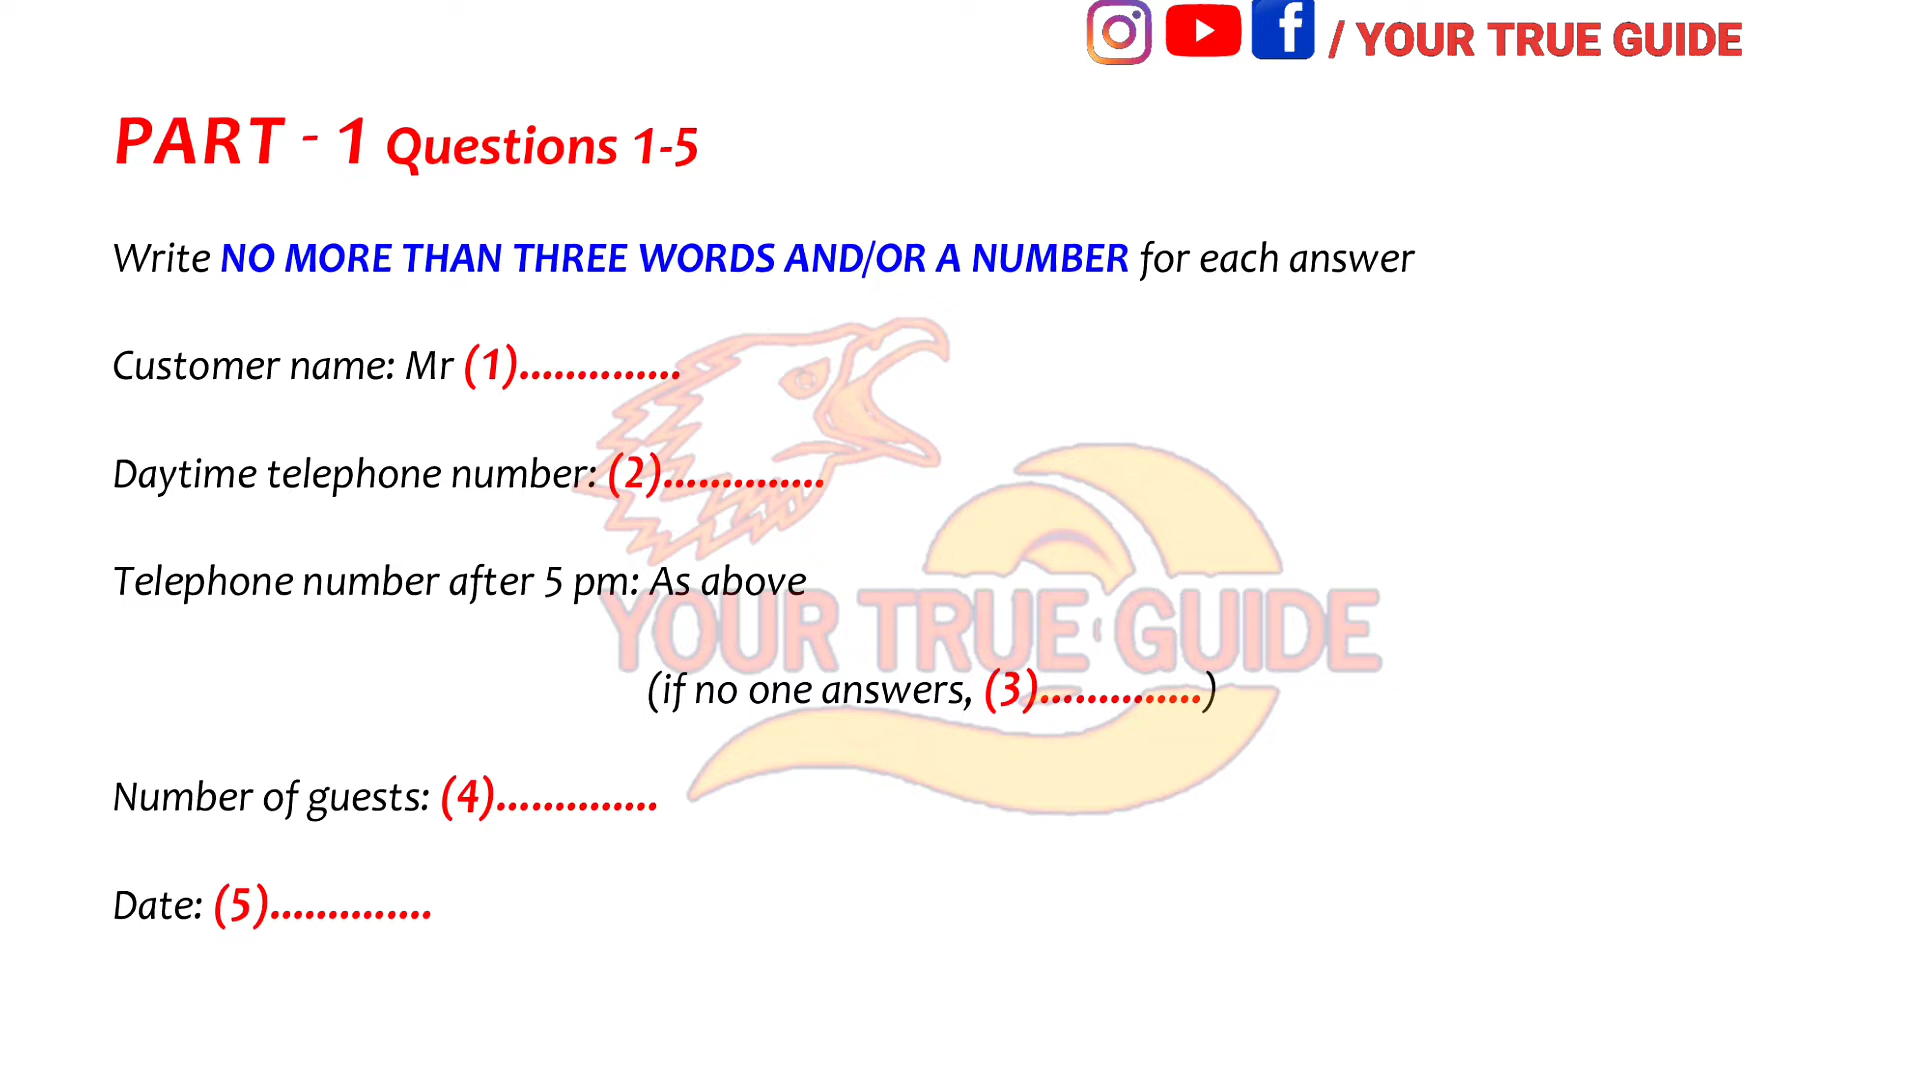 / YOUR TRUE GUIDE
PART - 1 Questions 1-5
Write NO MORE THAN THREE WORDS AND/OR A NUMBER for each answer
Customer name: Mr (1)..............
Daytime telephone number: (2)..............
Telephone number after 5 pm: As above
YOUR TRUE GUIDE
(if no one answers, (3)..............)
Number of guests: (4)..............
Date: (5)..............